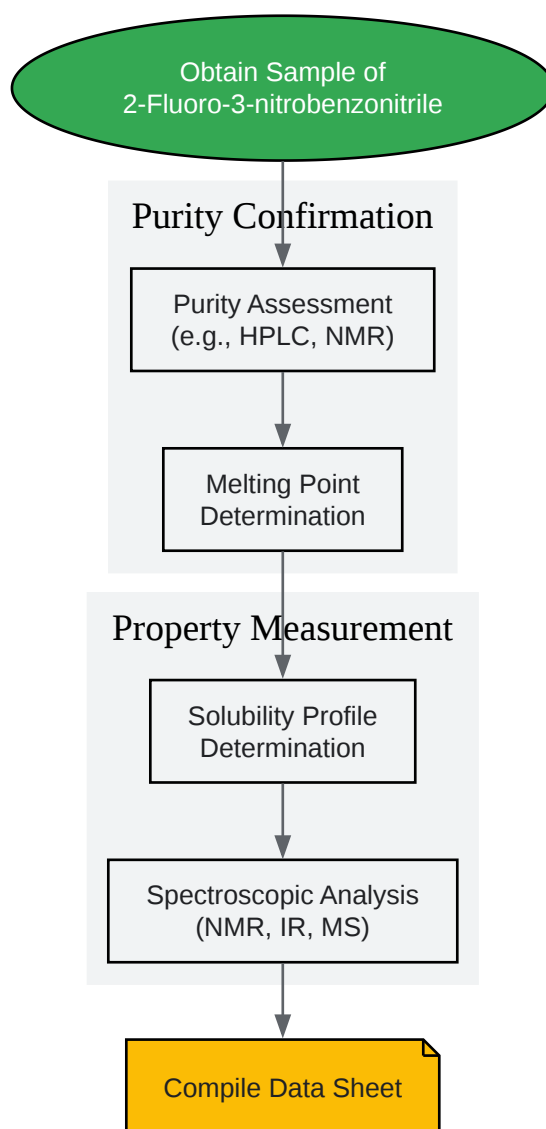 Obtain Sample of
2-Fluoro-3-nitrobenzonitrile
Purity Confirmation
Purity Assessment
(e.g., HPLC, NMR)
Melting Point
Determination
Property Measurement
Solubility Profile
Determination
Spectroscopic Analysis
(NMR, IR, MS)
Compile Data Sheet